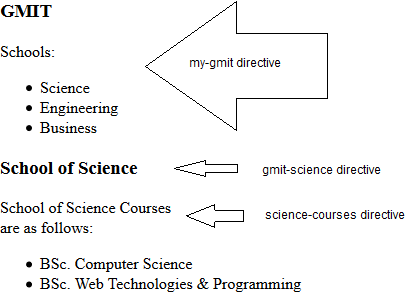 GMIT
Schools:
my-gmit directive
Science
Engineering
Business
School of Science
gmit-science directive
School of Science Courses
are as follows:
science-courses directive
BSc. Computer Science
BSc. Web Technologies & Programming